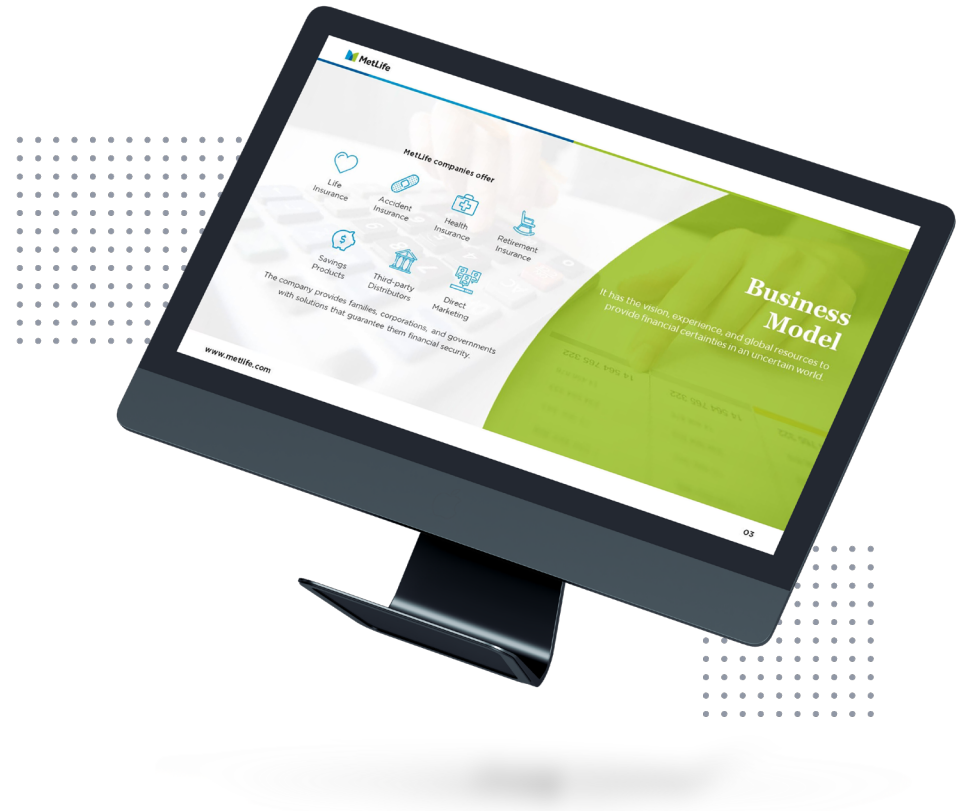 MetLife
MetLife companies offer
Life
Insurance
Accident
Insurance
Health
Insurance
Retirement
Insurance
Savings
Products
Third-party
Distributors
Direct
Marketing
The company provides families, corporations, and governments
with solutions that guarantee them financial security.
www.metlife.com
Business
Model
It has the vision, experience, and global resources to
provide financial certainties in an uncertain world.
03